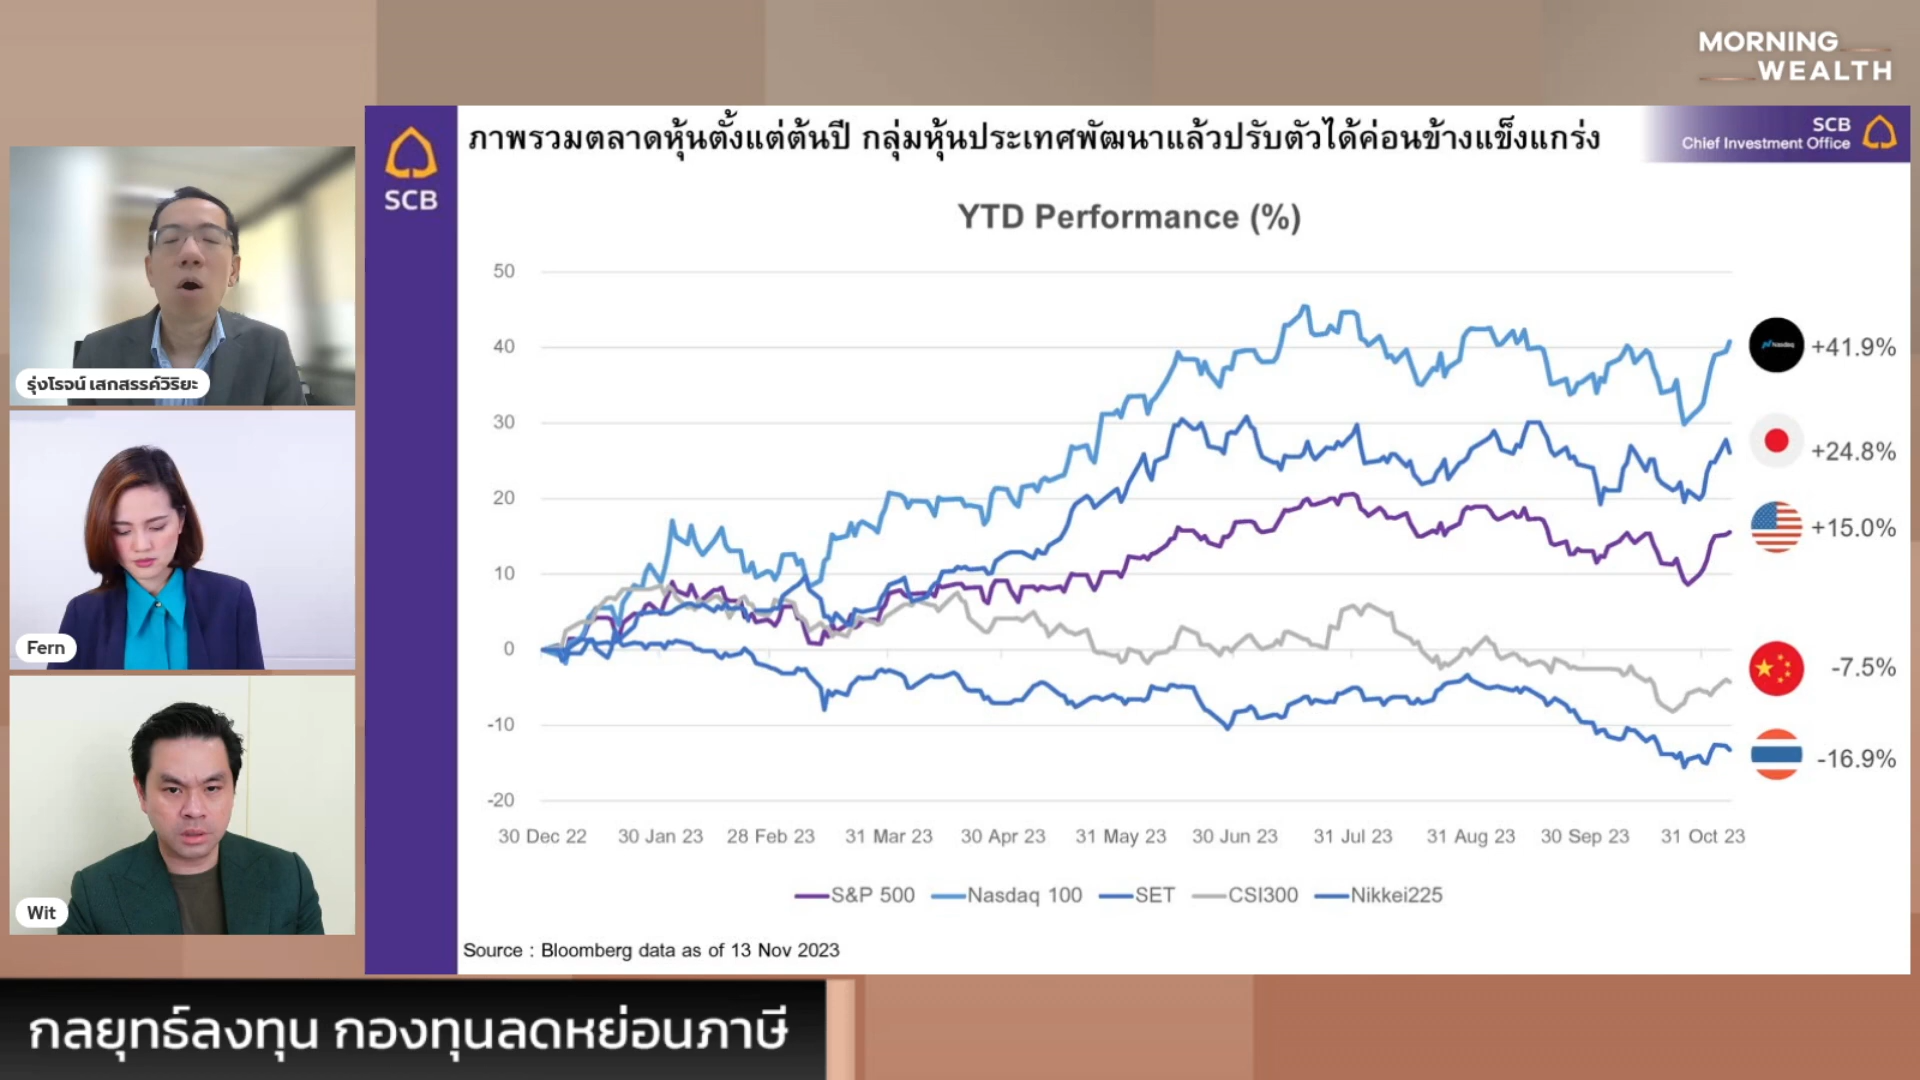 MORNING
WEALTH
SCB
ภาพรวมตลาดหุ้นตั้งแต่ต้นปี กลุ่มหุ้นประเทศพัฒนาแล้วปรับตัวได้ค่อนข้างแข็งแกร่ง
SCB
Chief Investment Office
YTD Performance (%)
50
40
30
20
10
0
-10
-20
30 Dec 22 30 Jan 23 28 Feb 23 31 Mar 23 30 Apr 23 31 May 23 30 Jun 23 31 Jul 23 31 Aug 23 30 Sep 23 31 Oct 23
Nasdaq
+41.9%
+24.8%
+15.0%
-7.5%
-16.9%
S&P 500 Nasdaq 100 SET CSI300 Nikkei225
Source : Bloomberg data as of 13 Nov 2023
รุ่งโรจน์ เสกสรรค์วิริยะ
Fern
Wit
กลยุทธ์ลงทุน กองทุนลดหย่อนภาษี